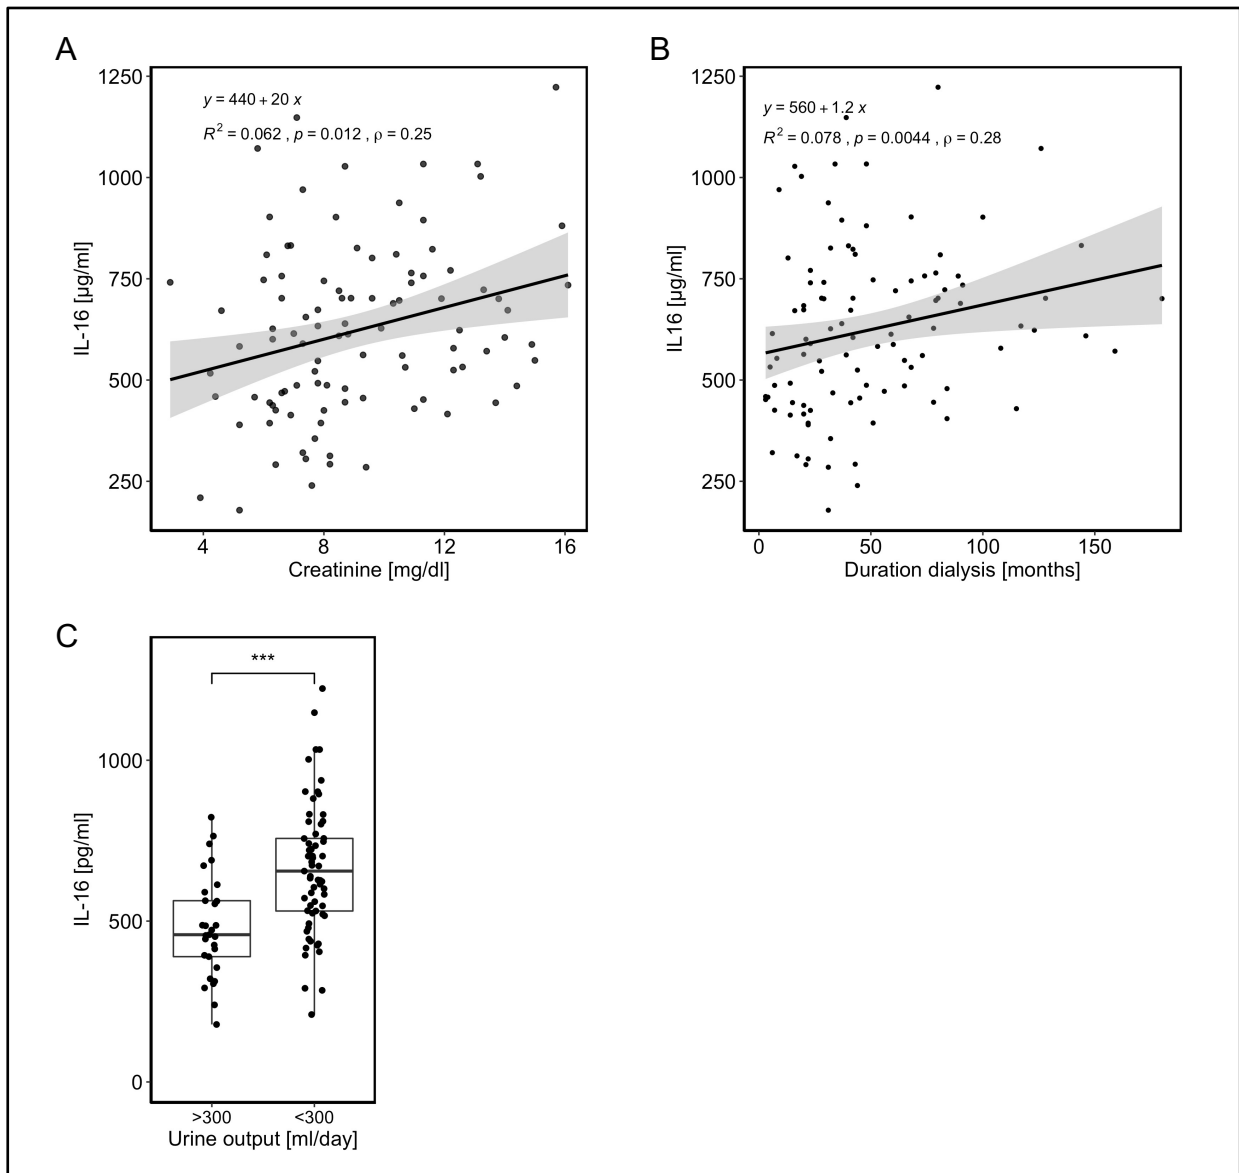 A
y = 440 + 20 x
R² = 0.062 , p = 0.012 , ρ = 0.25
IL-16 [µg/ml]
1250
1000
750
500
250
4 8 12 16
Creatinine [mg/dl]
B
y = 560 + 1.2 x
R² = 0.078 , p = 0.0044 , ρ = 0.28
IL16 [µg/ml]
1250
1000
750
500
250
0 50 100 150
Duration dialysis [months]
C
***
IL-16 [pg/ml]
1000
500
0
>300 <300
Urine output [ml/day]